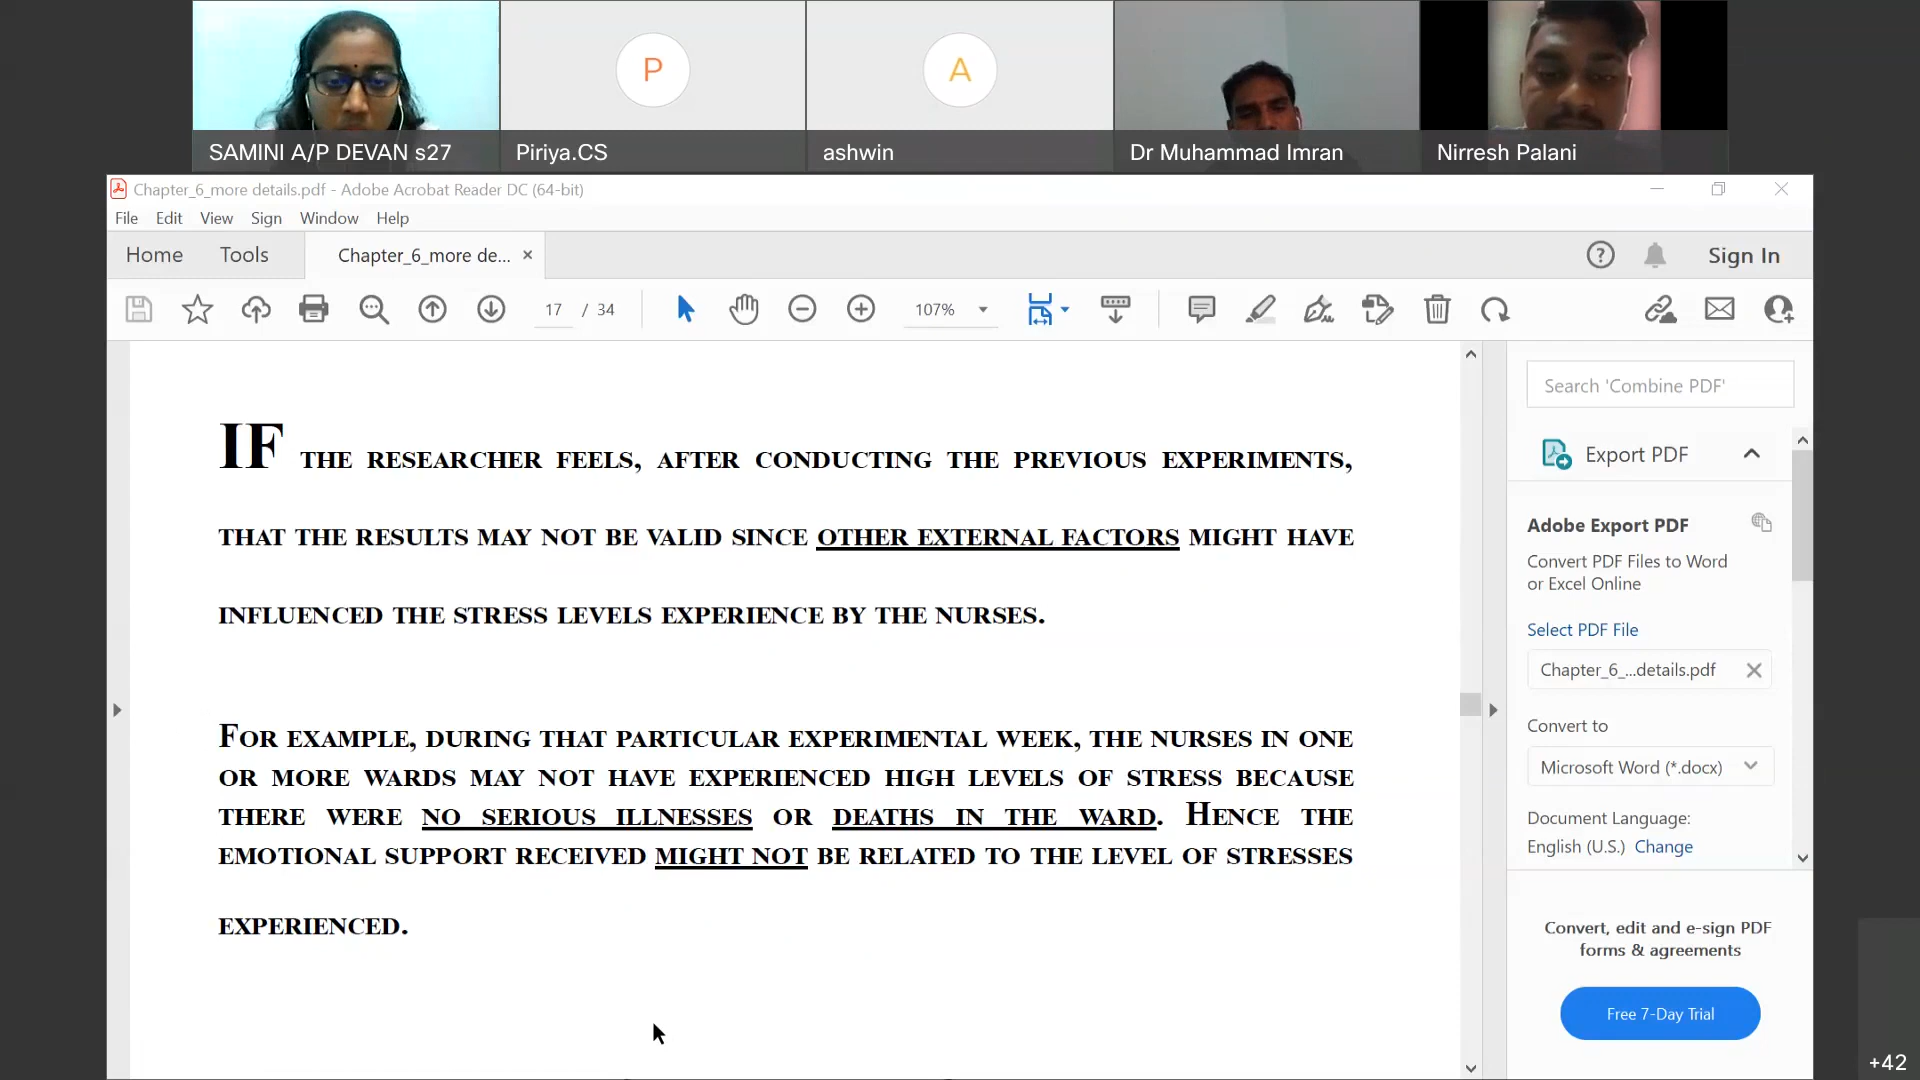 P
A
SAMINI A/P DEVAN s27
Piriya.CS
ashwin
Dr Muhammad Imran
Nirresh Palani
Chapter_6_more details.pdf - Adobe Acrobat Reader DC (64-bit)
File Edit View Sign Window Help
Home Tools Chapter_6_more de... × ? Sign In
17 / 34 107%
IF THE RESEARCHER FEELS, AFTER CONDUCTING THE PREVIOUS EXPERIMENTS,
THAT THE RESULTS MAY NOT BE VALID SINCE OTHER EXTERNAL FACTORS MIGHT HAVE
INFLUENCED THE STRESS LEVELS EXPERIENCE BY THE NURSES.
FOR EXAMPLE, DURING THAT PARTICULAR EXPERIMENTAL WEEK, THE NURSES IN ONE
OR MORE WARDS MAY NOT HAVE EXPERIENCED HIGH LEVELS OF STRESS BECAUSE
THERE WERE NO SERIOUS ILLNESSES OR DEATHS IN THE WARD. HENCE THE
EMOTIONAL SUPPORT RECEIVED MIGHT NOT BE RELATED TO THE LEVEL OF STRESSES
EXPERIENCED.
Search 'Combine PDF'
Export PDF
Adobe Export PDF
Convert PDF Files to Word
or Excel Online
Select PDF File
Chapter_6_...details.pdf
Convert to
Microsoft Word (*.docx)
Document Language:
English (U.S.) Change
Convert, edit and e-sign PDF
forms & agreements
Free 7-Day Trial
+42